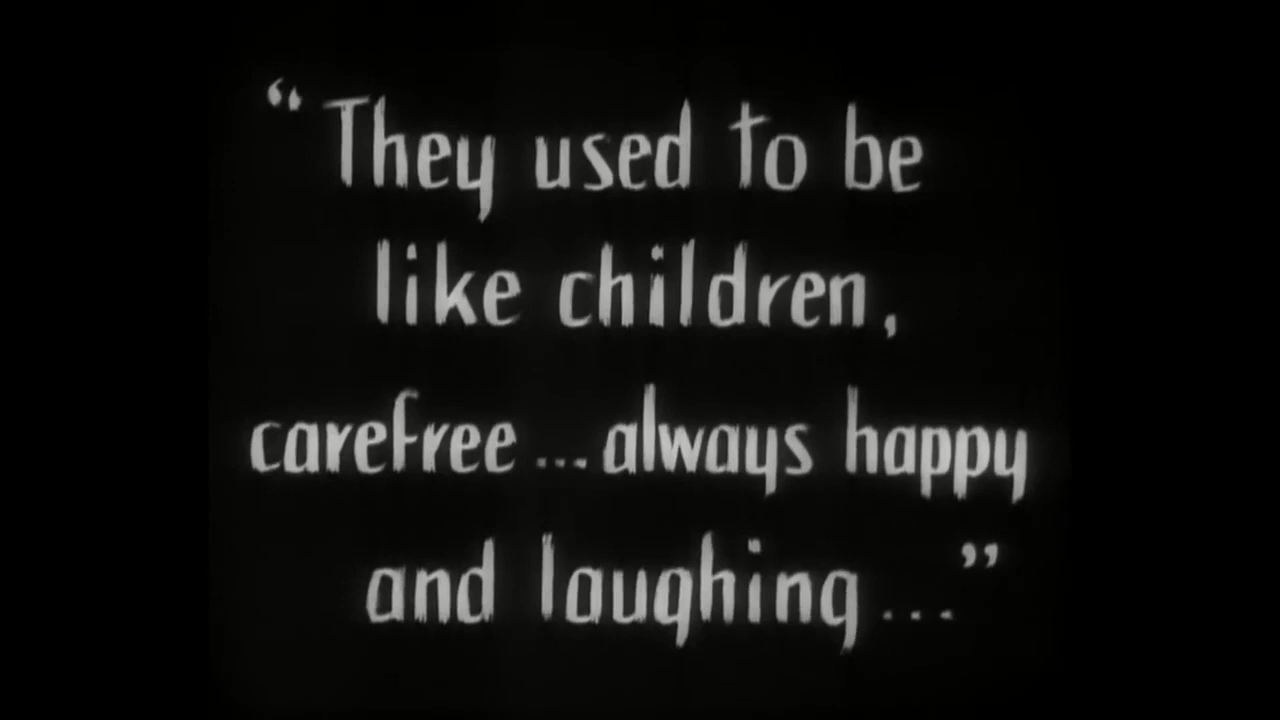 “They used to be
like children,
carefree...always happy
and laughing...”